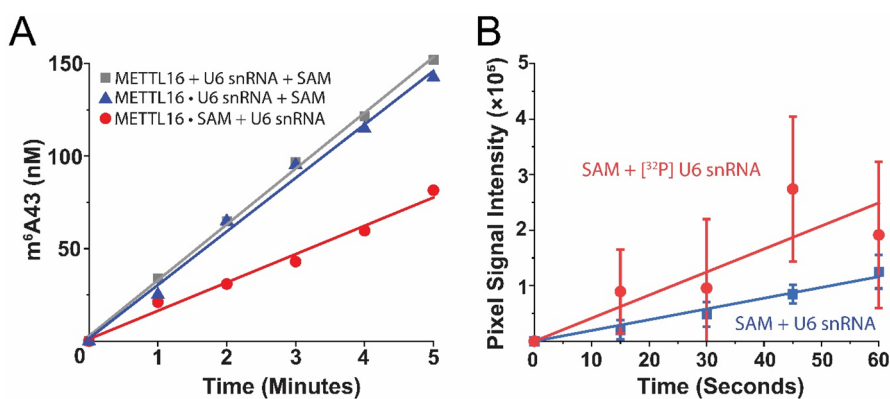 A
150
100
50
0
m⁶A43 (nM)
METTL16 + U6 snRNA + SAM
METTL16 • U6 snRNA + SAM
METTL16 • SAM + U6 snRNA
1 2 3 4 5
Time (Minutes)
B
5
4
3
2
1
0
Pixel Signal Intensity (×10⁵)
SAM + [³²P] U6 snRNA
SAM + U6 snRNA
0 10 20 30 40 50 60
Time (Seconds)